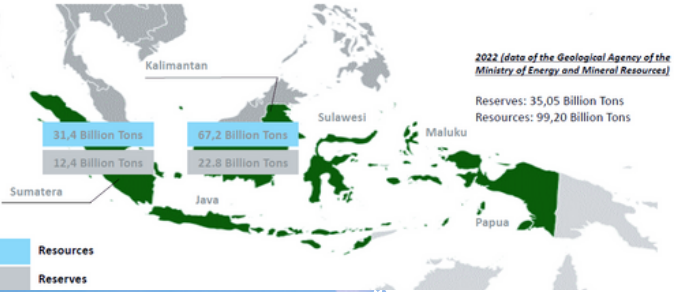 Kalimantan
2022 (data of the Geological Agency of the
Ministry of Energy and Mineral Resources)
Reserves: 35,05 Billion Tons
Resources: 99,20 Billion Tons
Sulawesi
Maluku
31,4 Billion Tons
67,2 Billion Tons
12,4 Billion Tons
22.8 Billion Tons
Sumatera
Java
Papua
Resources
Reserves